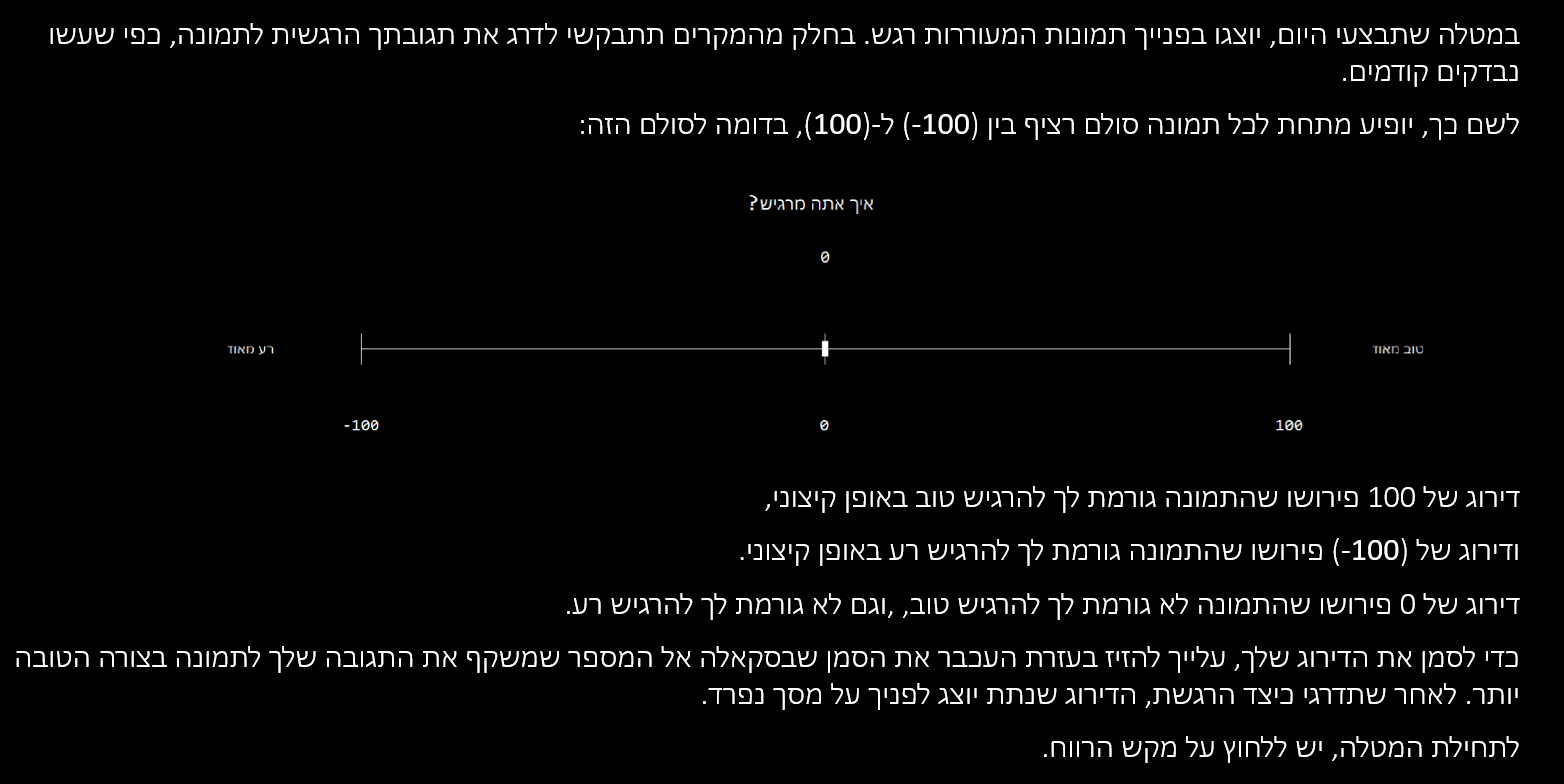 במטלה שתבצעי היום, יוצגו בפנייך תמונות המעוררות רגש. בחלק מהמקרים תתבקשי לדרג את תגובתך הרגשית לתמונה, כפי שעשו
נבדקים קודמים.
לשם כך, יופיע מתחת לכל תמונה סולם רציף בין (100-) ל-(100), בדומה לסולם הזה:
איך אתה מרגיש?
0
רע מאוד
טוב מאוד
-100
0
100
דירוג של 100 פירושו שהתמונה גורמת לך להרגיש טוב באופן קיצוני,
ודירוג של (100-) פירושו שהתמונה גורמת לך להרגיש רע באופן קיצוני.
דירוג של 0 פירושו שהתמונה לא גורמת לך להרגיש טוב, ,וגם לא גורמת לך להרגיש רע.
כדי לסמן את הדירוג שלך, עלייך להזיז בעזרת העכבר את הסמן שבסקאלה אל המספר שמשקף את התגובה שלך לתמונה בצורה הטובה
יותר. לאחר שתדרגי כיצד הרגשת, הדירוג שנתת יוצג לפניך על מסך נפרד.
לתחילת המטלה, יש ללחוץ על מקש הרווח.